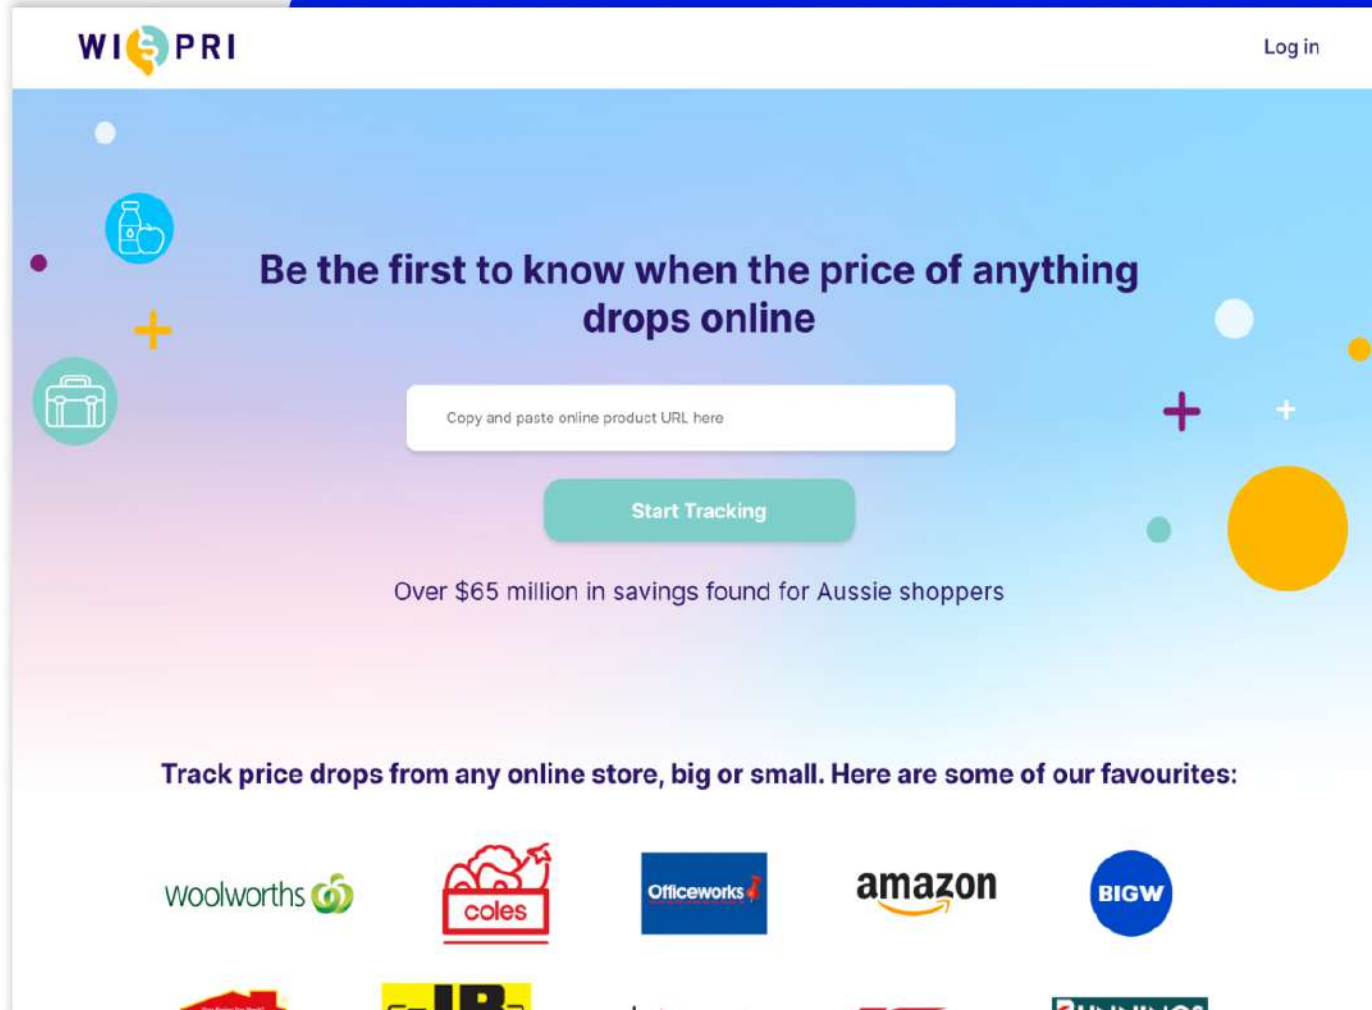 WISPRI
Log in
Be the first to know when the price of anything
drops online
Copy and paste online product URL here
Start Tracking
Over $65 million in savings found for Aussie shoppers
Track price drops from any online store, big or small. Here are some of our favourites:
woolworths
coles
Officeworks
amazon
BIGW
JB
BUNNINGS